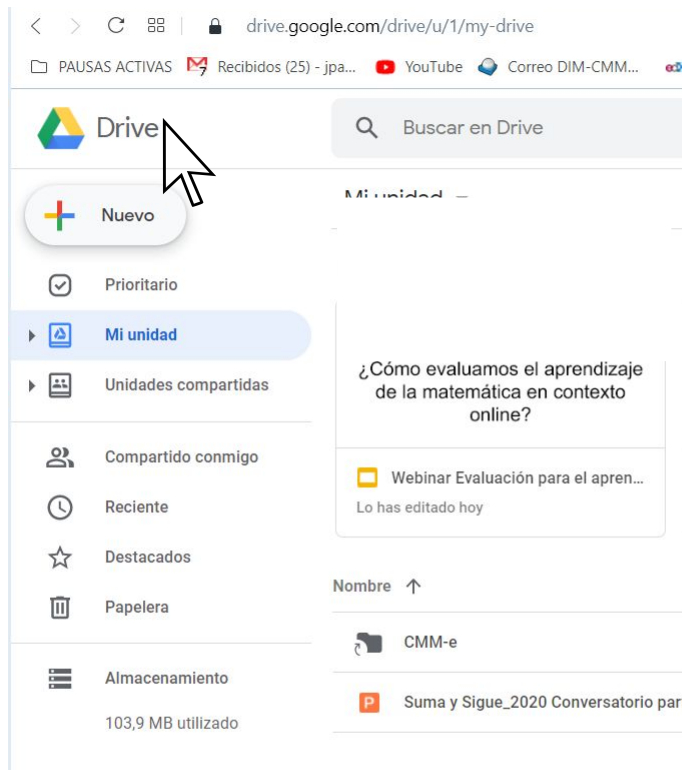 drive.google.com/drive/u/1/my-drive
PAUSAS ACTIVAS
7
Recibidos (25) - jpa...
YouTube
Correo DIM-CMM...
Drive
Buscar en Drive
Nuevo
Mi unidad
Prioritario
Mi unidad
Unidades compartidas
¿Cómo evaluamos el aprendizaje
de la matemática en contexto
online?
Compartido conmigo
Webinar Evaluación para el apren...
Reciente
Lo has editado hoy
Destacados
Nombre
Papelera
CMM-e
Almacenamiento
P
Suma y Sigue_2020 Conversatorio par
103,9 MB utilizado